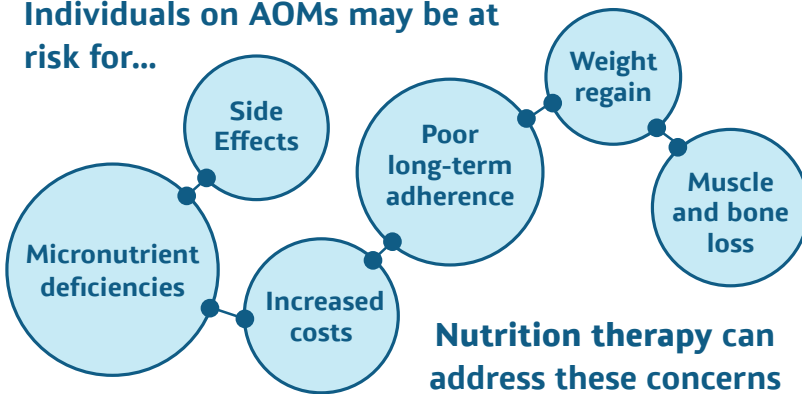 Individuals on AOMs may be at
risk for...
Side
Effects
Micronutrient
deficiencies
Increased
costs
Poor
long-term
adherence
Weight
regain
Muscle
and bone
loss
Nutrition therapy can
address these concerns